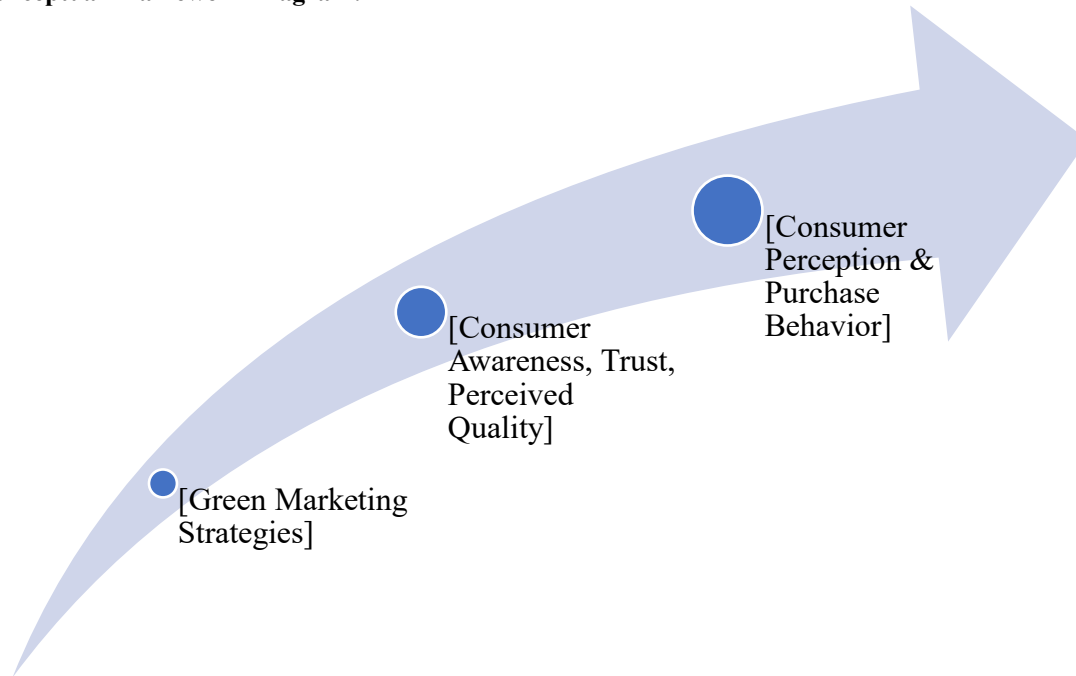 [Consumer
Perception &
Purchase
Behavior]
[Consumer
Awareness, Trust,
Perceived
Quality]
[Green Marketing
Strategies]